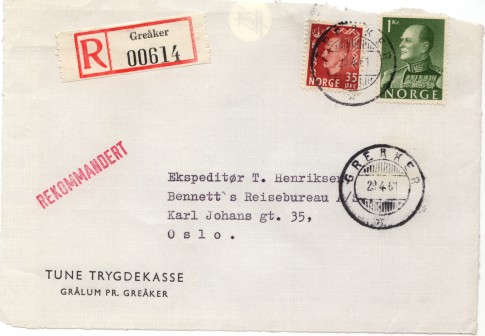 Greåker
R 00614
NORGE 35 ØRE
1 Kr.
NORGE
REKOMMANDERT
GREÅKER
Ekspeditør T. Henriksen
Bennett`s Reisebureau
Karl Johans gt. 35,
Oslo.
TUNE TRYGDEKASSE
GRÅLUM PR. GREÅKER